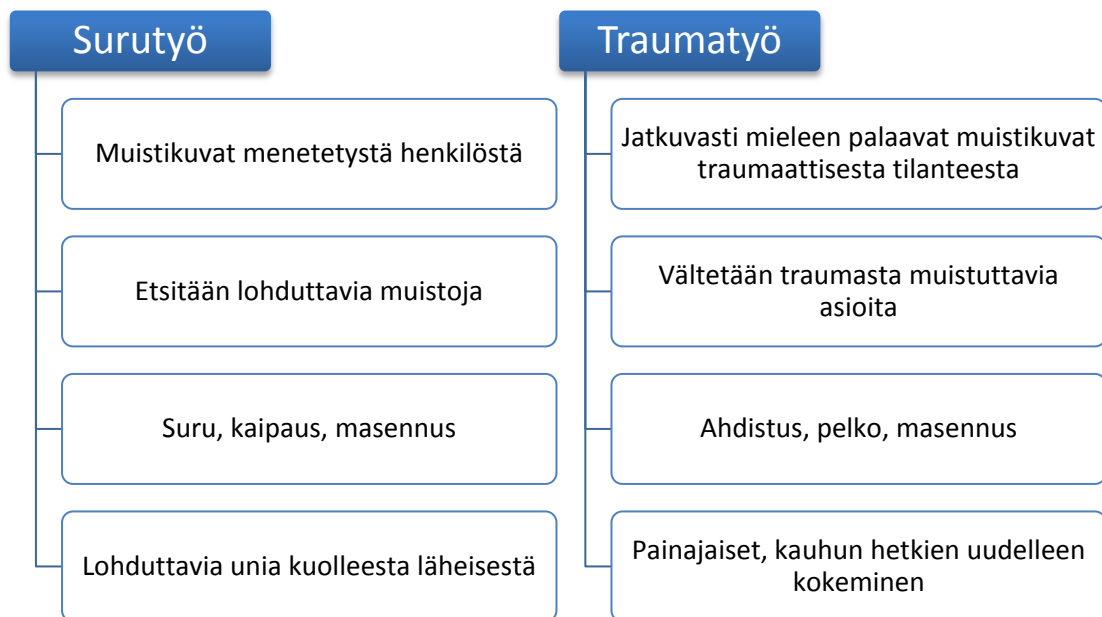 Surutyö
Muistikuvat menetetystä henkilöstä
Etsitään lohduttavia muistoja
Suru, kaipaus, masennus
Lohduttavia unia kuolleesta läheisestä
Traumatyö
Jatkuvasti mieleen palaavat muistikuvat
traumaattisesta tilanteesta
Vältetään traumasta muistuttavia
asioita
Ahdistus, pelko, masennus
Painajaiset, kauhun hetkien uudelleen
kokeminen